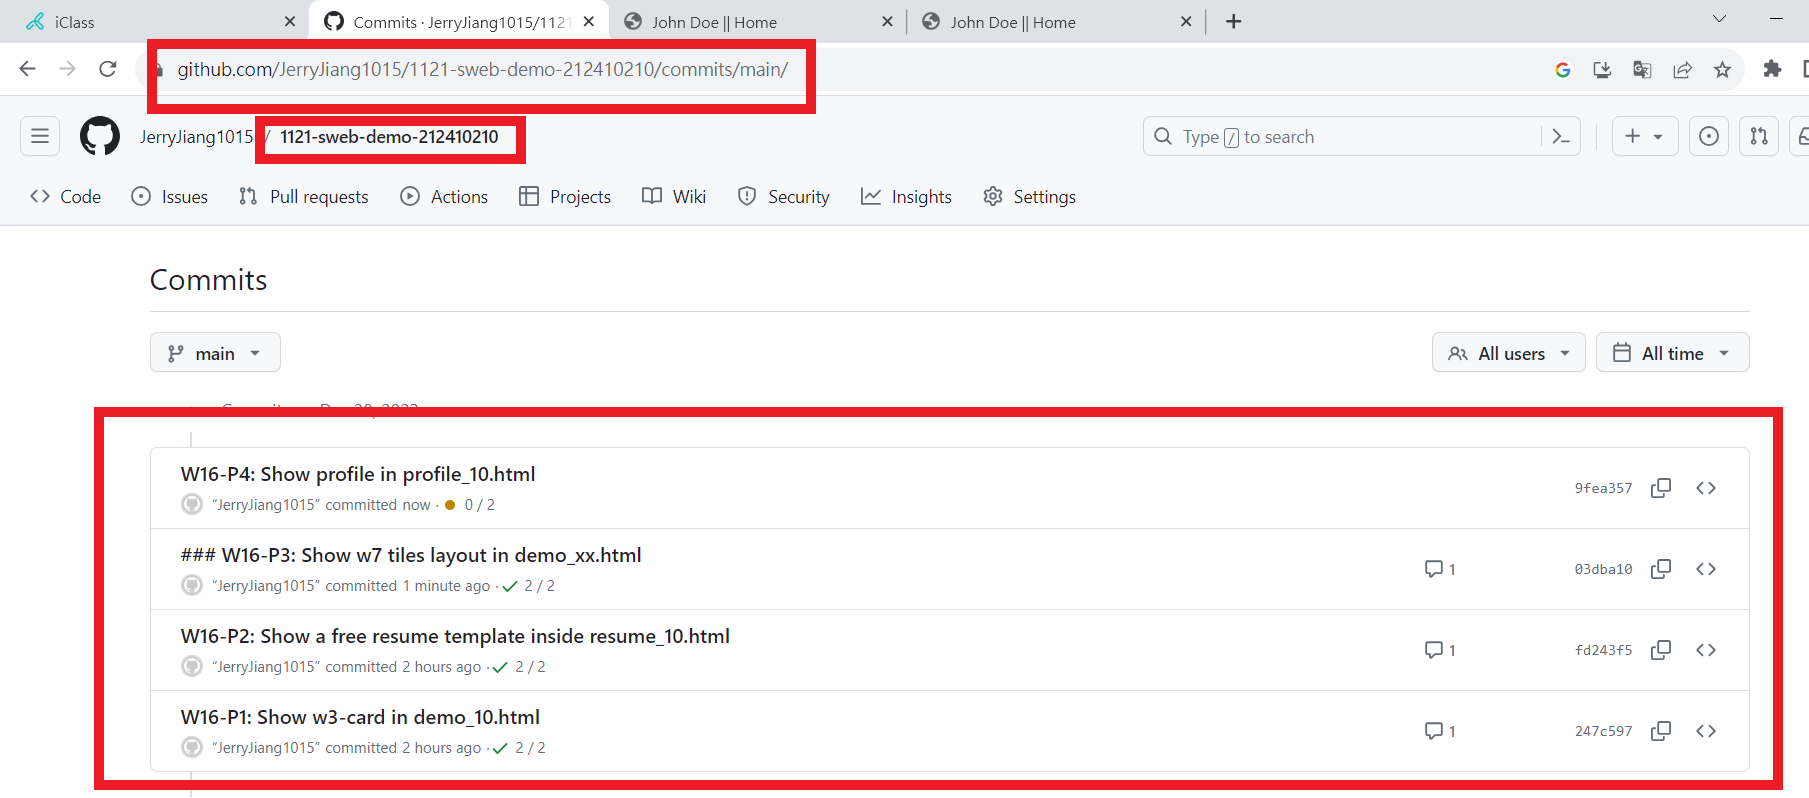 iClass
Commits · JerryJiang1015/1121
John Doe || Home
John Doe || Home
github.com/JerryJiang1015/1121-sweb-demo-212410210/commits/main/
JerryJiang1015 / 1121-sweb-demo-212410210
Type / to search
Code
Issues
Pull requests
Actions
Projects
Wiki
Security
Insights
Settings
Commits
main
All users
All time
W16-P4: Show profile in profile_10.html
“JerryJiang1015” committed now · 0 / 2
9fea357
### W16-P3: Show w7 tiles layout in demo_xx.html
“JerryJiang1015” committed 1 minute ago · 2 / 2
1
03dba10
W16-P2: Show a free resume template inside resume_10.html
“JerryJiang1015” committed 2 hours ago · 2 / 2
1
fd243f5
W16-P1: Show w3-card in demo_10.html
“JerryJiang1015” committed 2 hours ago · 2 / 2
1
247c597